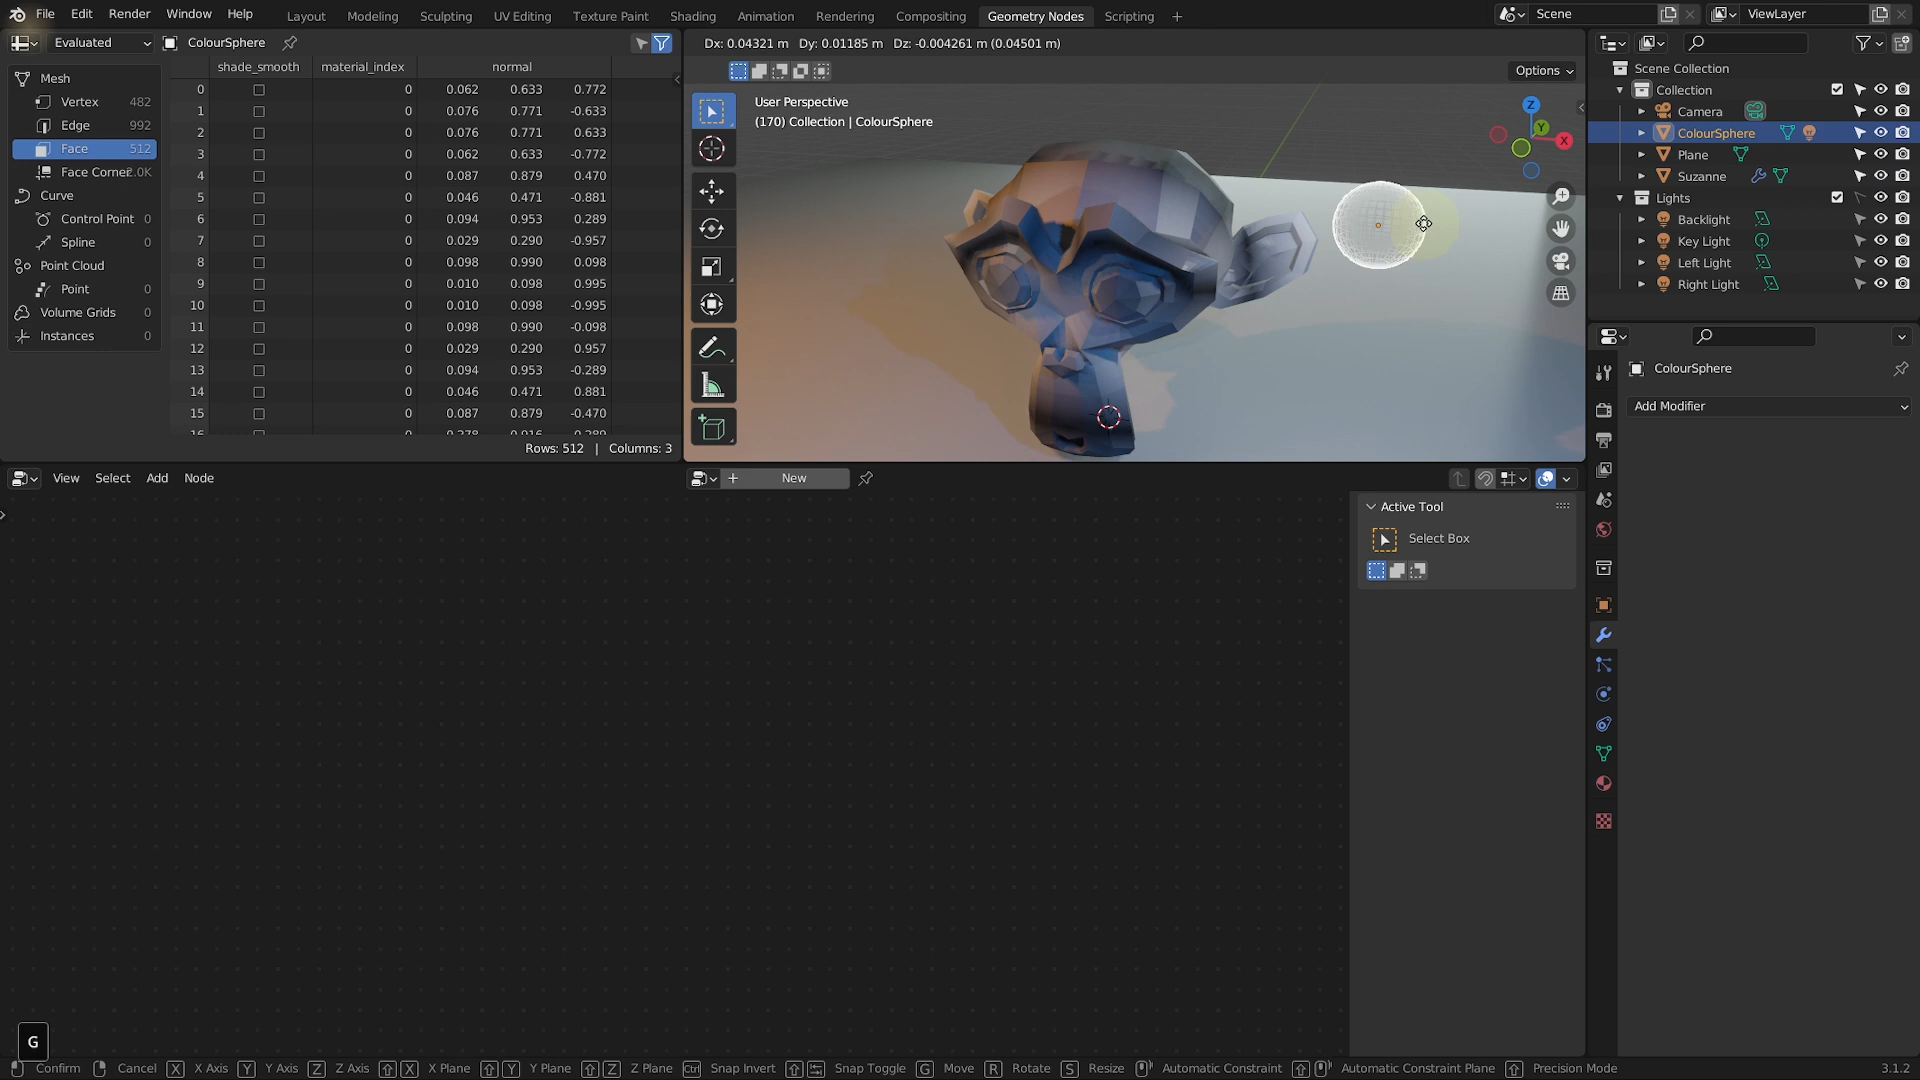 File Edit Render Window Help Layout Modeling Sculpting UV Editing Texture Paint Shading Animation Rendering Compositing Geometry Nodes Scripting + Scene ViewLayer
Evaluated ColourSphere
Dx: 0.04321 m Dy: 0.01185 m Dz: -0.004261 m (0.04501 m)
Options
shade_smooth material_index normal
Mesh
Vertex 482
Edge 992
Face 512
Face Corner 2.0K
Curve
Control Point 0
Spline 0
Point Cloud
Point 0
Volume Grids 0
Instances 0
0 0 0.062 0.633 0.772
1 0 0.076 0.771 -0.633
2 0 0.076 0.771 0.633
3 0 0.062 0.633 -0.772
4 0 0.087 0.879 0.470
5 0 0.046 0.471 -0.881
6 0 0.094 0.953 0.289
7 0 0.029 0.290 -0.957
8 0 0.098 0.990 0.098
9 0 0.010 0.098 0.995
10 0 0.010 0.098 -0.995
11 0 0.098 0.990 -0.098
12 0 0.029 0.290 0.957
13 0 0.094 0.953 -0.289
14 0 0.046 0.471 0.881
15 0 0.087 0.879 -0.470
Rows: 512 | Columns: 3
User Perspective
(170) Collection | ColourSphere
Z
Y
X
Scene Collection
Collection
Camera
ColourSphere
Plane
Suzanne
Lights
Backlight
Key Light
Left Light
Right Light
ColourSphere
Add Modifier
View Select Add Node
+ New
Active Tool
Select Box
G
Confirm Cancel X X Axis Y Y Axis Z Z Axis X X Plane Y Y Plane Z Z Plane Ctrl Snap Invert Snap Toggle G Move R Rotate S Resize Automatic Constraint Automatic Constraint Plane Precision Mode 3.1.2